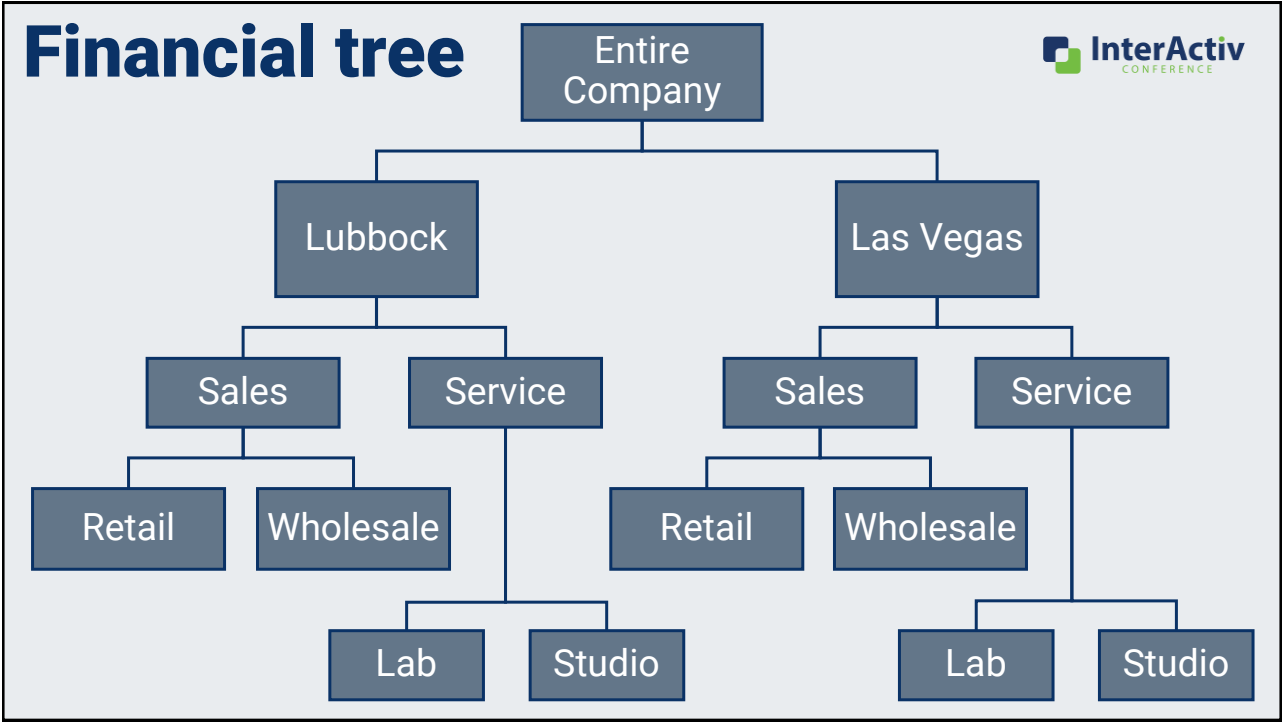 Financial tree
Entire
Company
InterActiv
CONFERENCE
Lubbock
Las Vegas
Sales
Service
Sales
Service
Retail
Wholesale
Retail
Wholesale
Lab
Studio
Lab
Studio